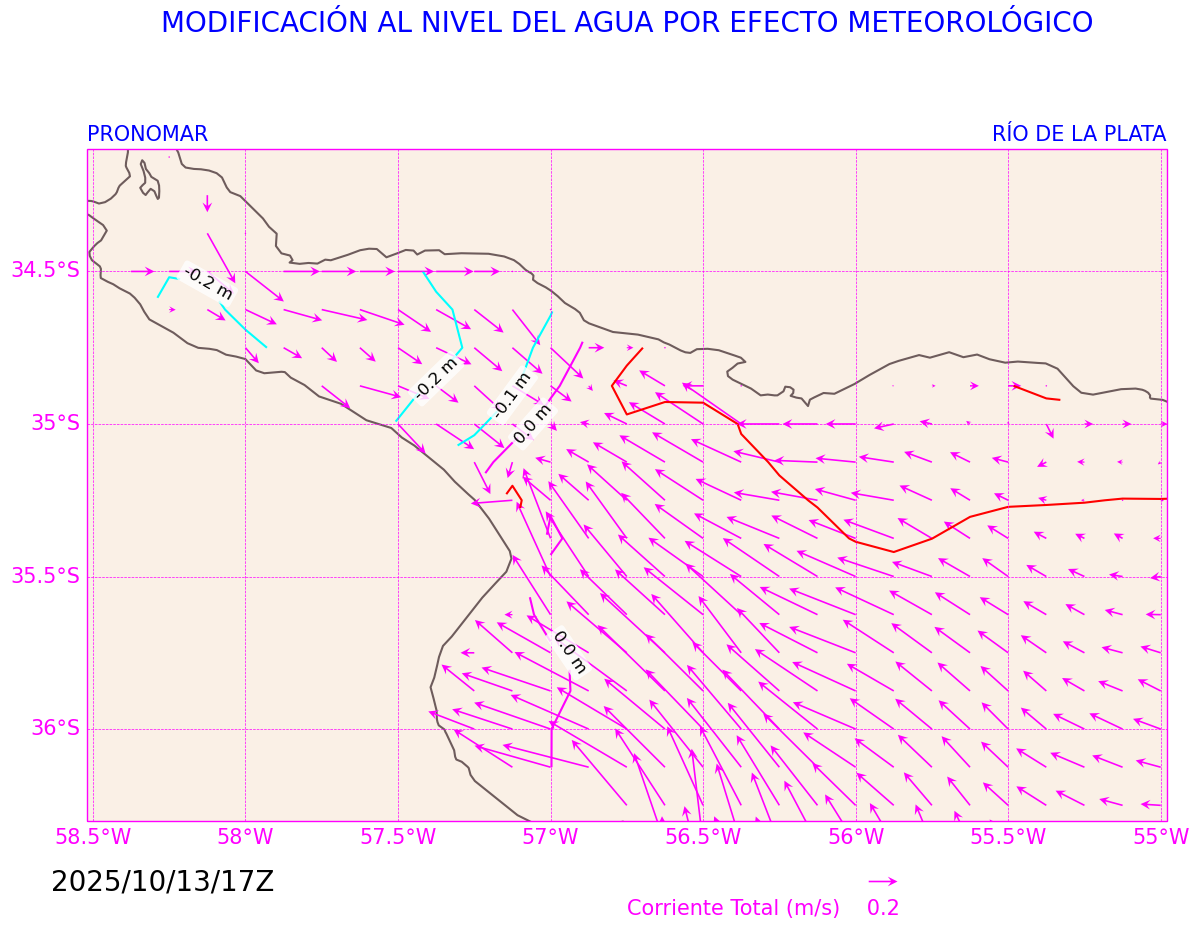 MODIFICACIÓN AL NIVEL DEL AGUA POR EFECTO METEOROLÓGICO
PRONOMAR
RÍO DE LA PLATA
-0.2 m
-0.2 m
-0.1 m
0.0 m
0.0 m
34.5°S
35°S
35.5°S
36°S
58.5°W
58°W
57.5°W
57°W
56.5°W
56°W
55.5°W
55°W
2025/10/13/17Z
Corriente Total (m/s)
0.2